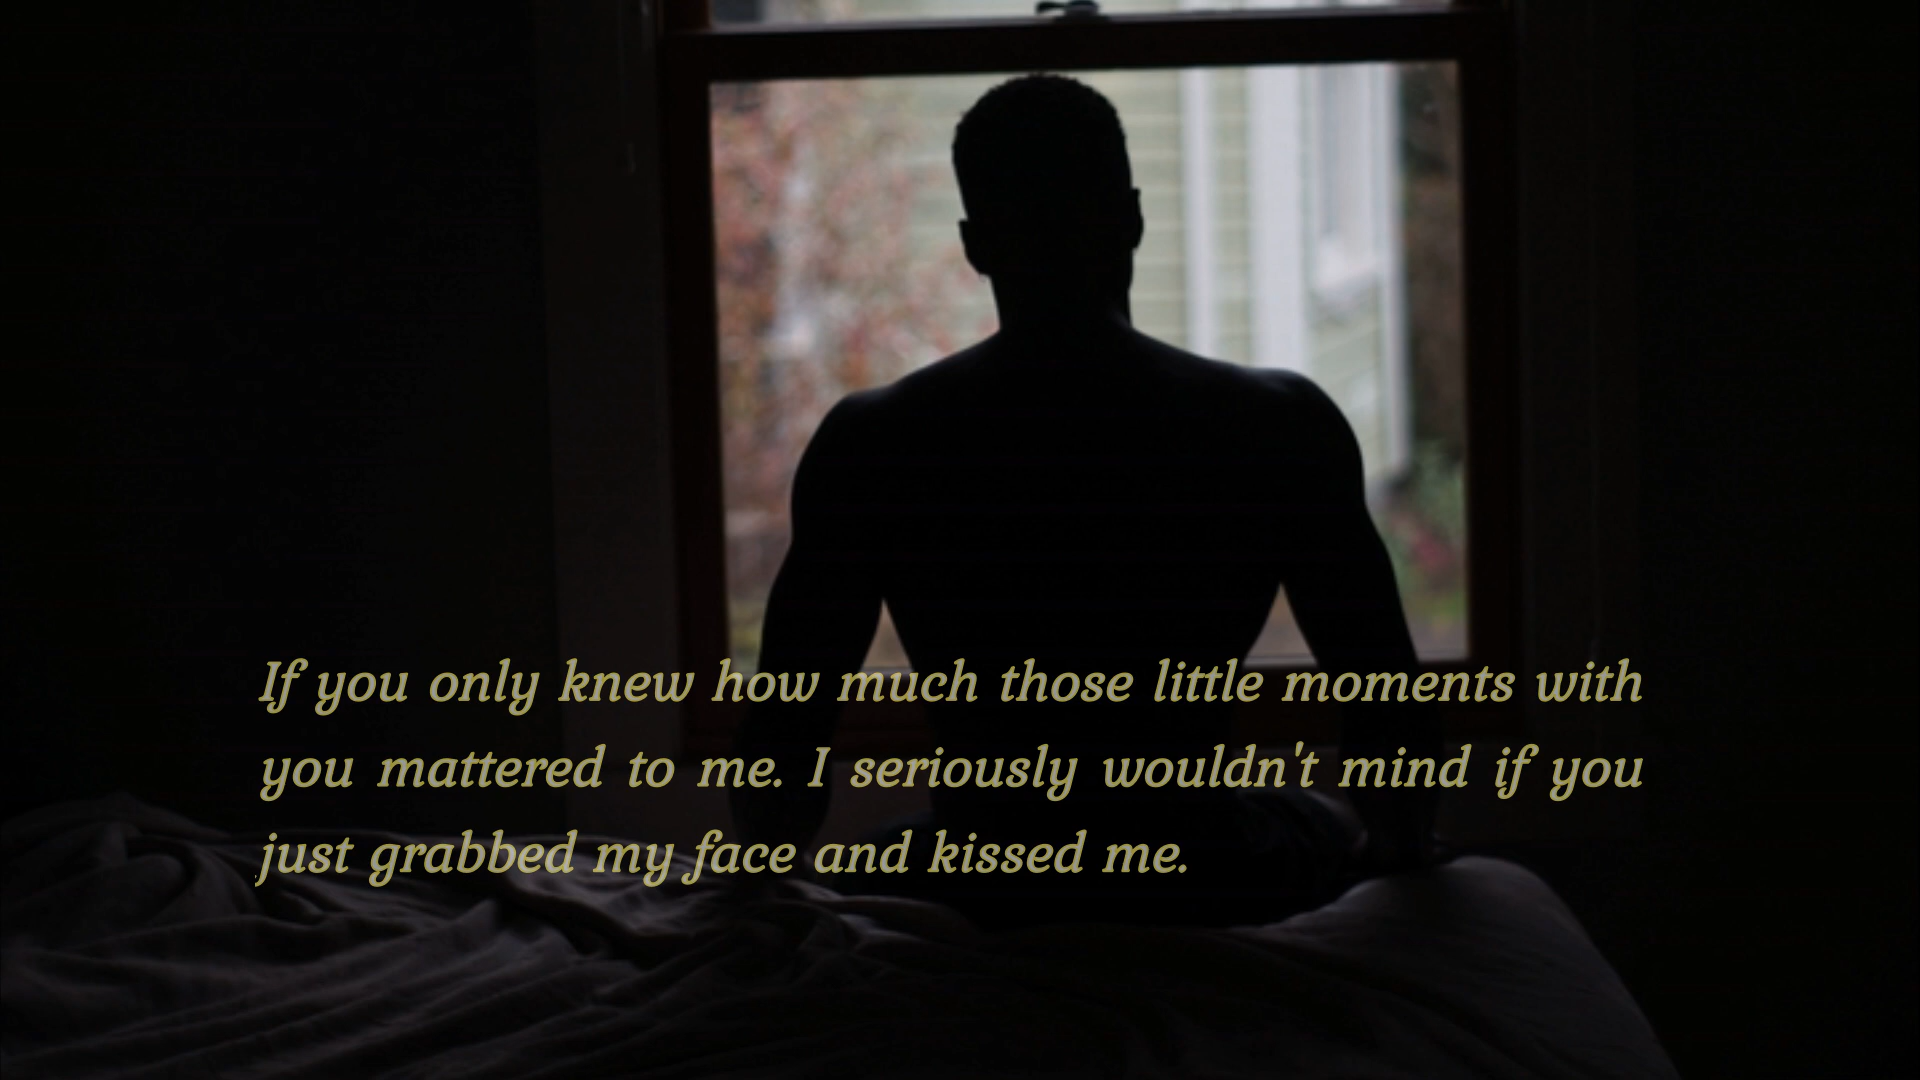 If you only knew how much those little moments with
you mattered to me. I seriously wouldn't mind if you
just grabbed my face and kissed me.